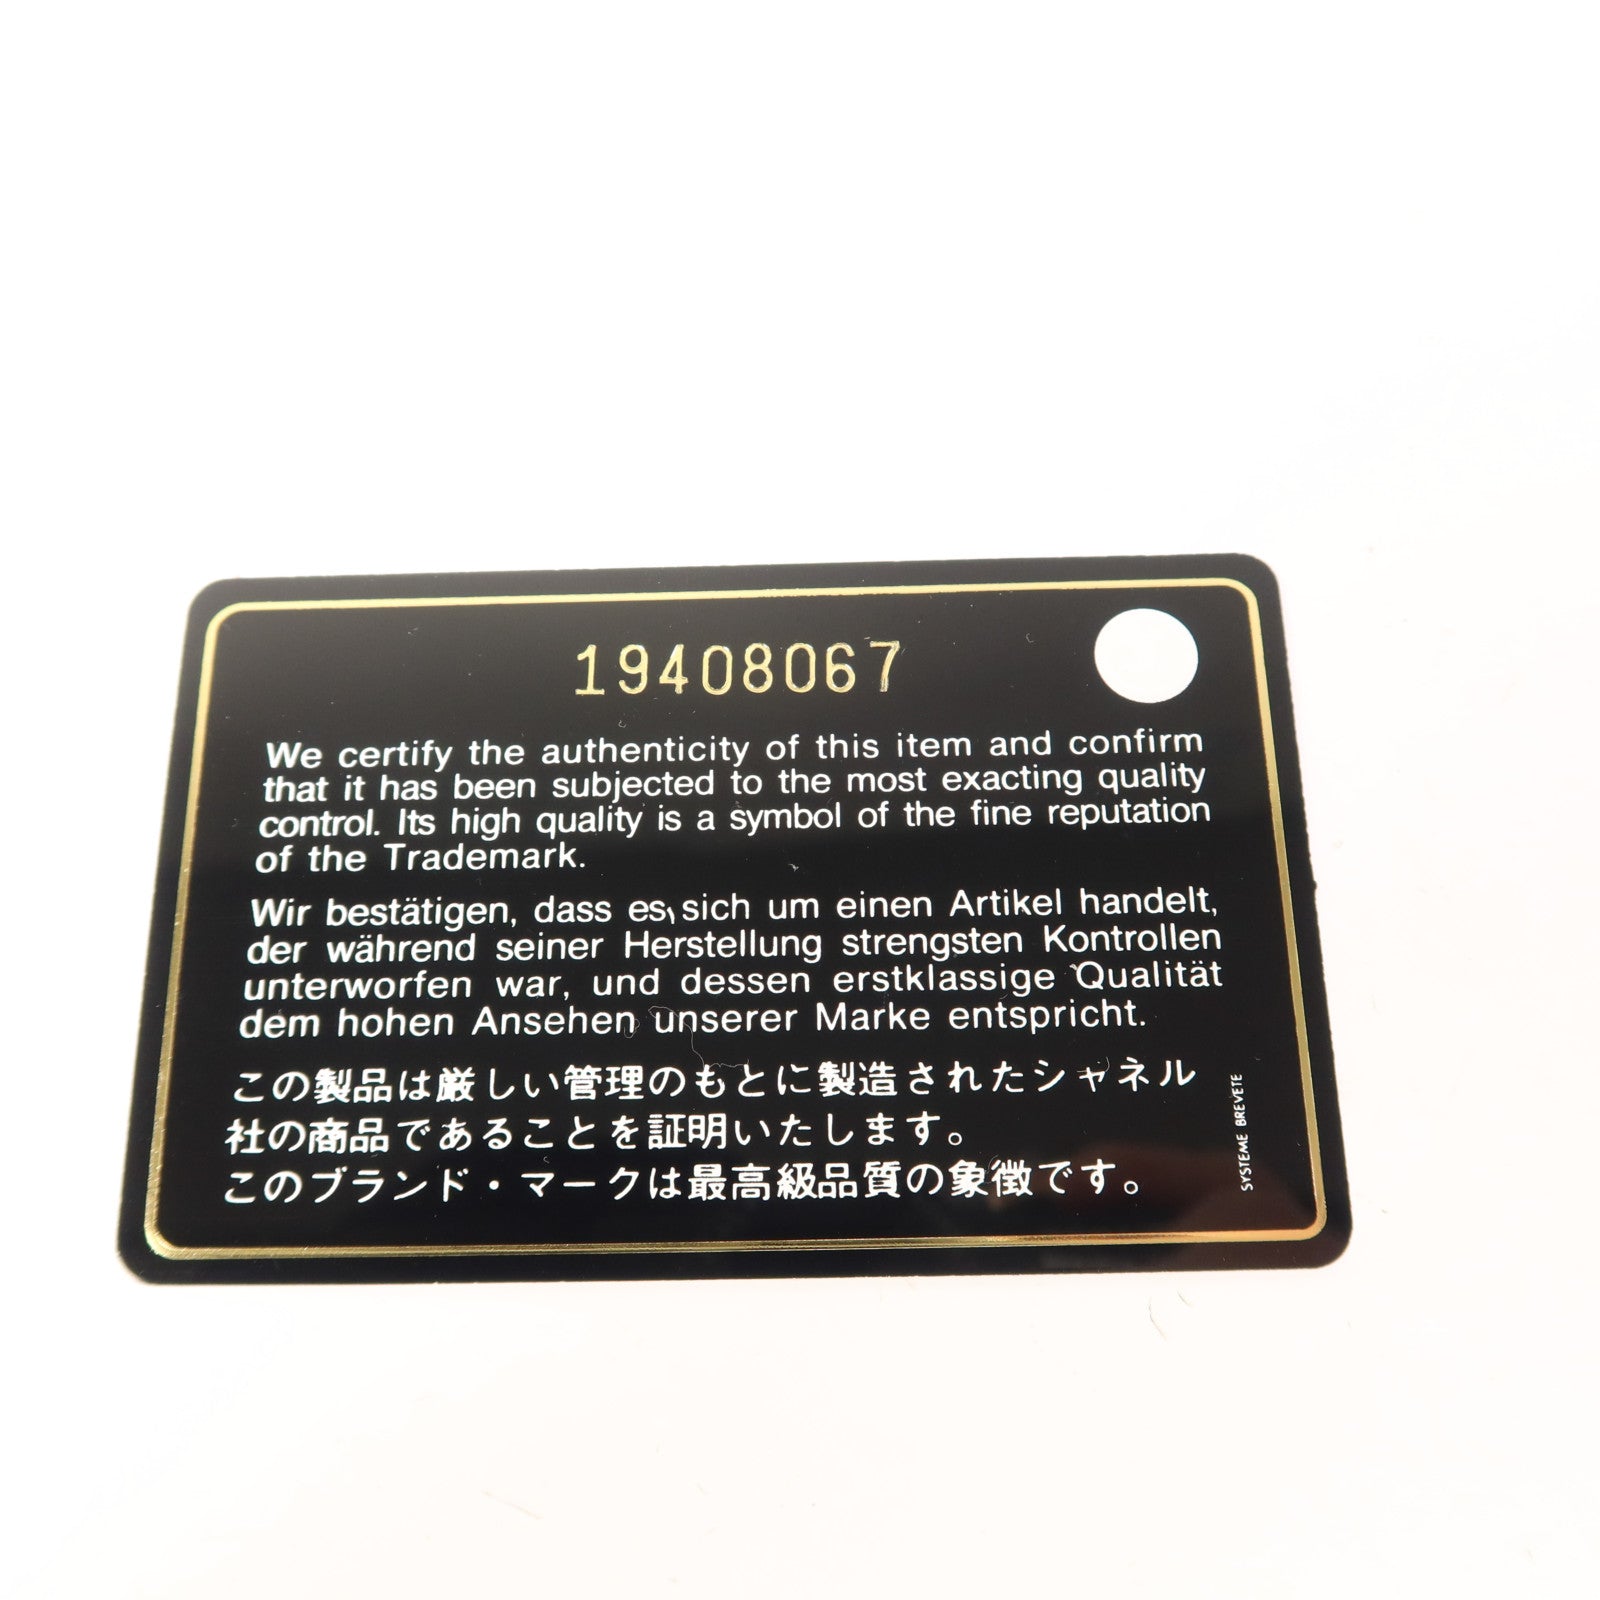 19408067
We certify the authenticity of this item and confirm
that it has been subjected to the most exacting quality
control. Its high quality is a symbol of the fine reputation
of the Trademark.
Wir bestätigen, dass es sich um einen Artikel handelt,
der während seiner Herstellung strengsten Kontrollen
unterworfen war, und dessen erstklassige Qualität
dem hohen Ansehen unserer Marke entspricht.
この製品は厳しい管理のもとに製造されたシャネル
社の商品であることを証明いたします。
このブランド・マークは最高級品質の象徴です。
SYSTEME BREVETE